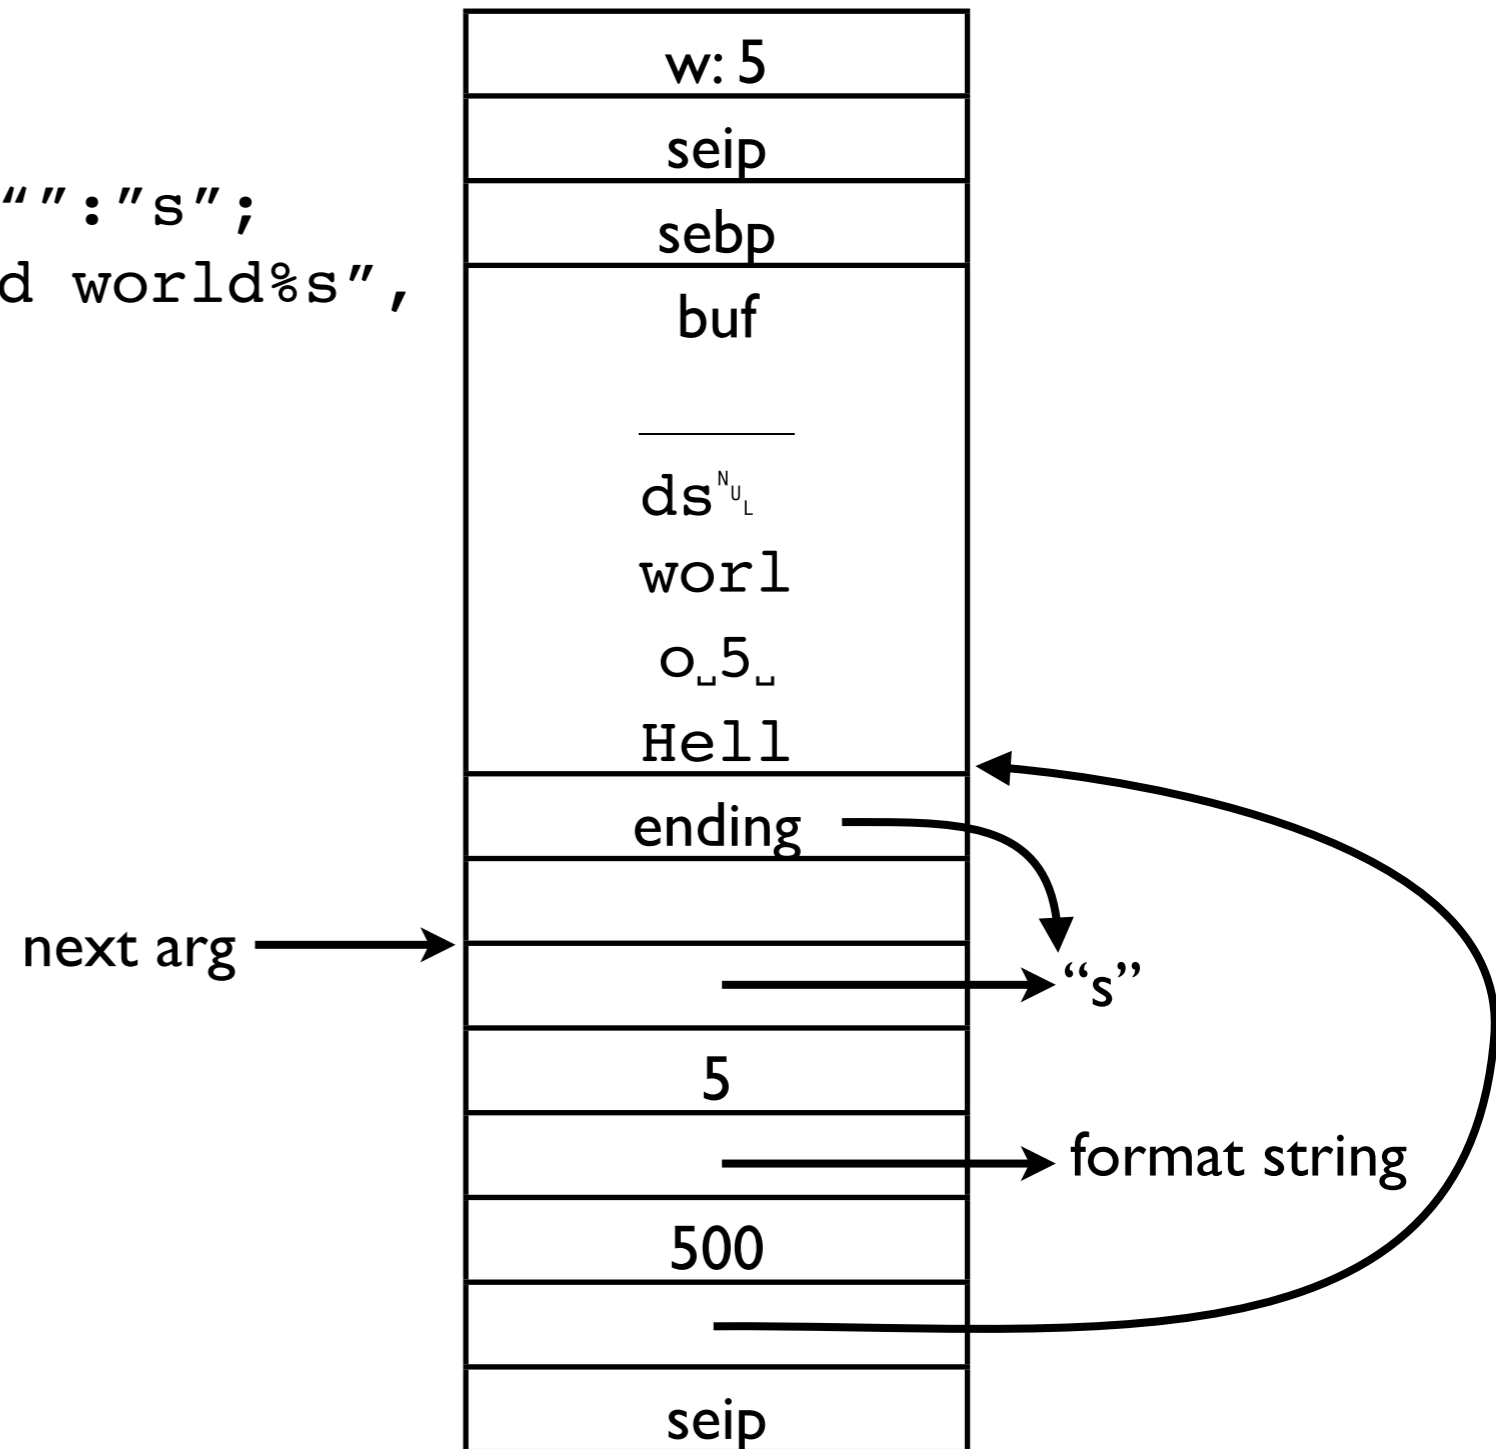 w: 5
seip
“”:”s”;
sebp
d world%s”,
buf
ds␀
worl
o␣5␣
Hell
ending
next arg
“s”
5
format string
500
seip